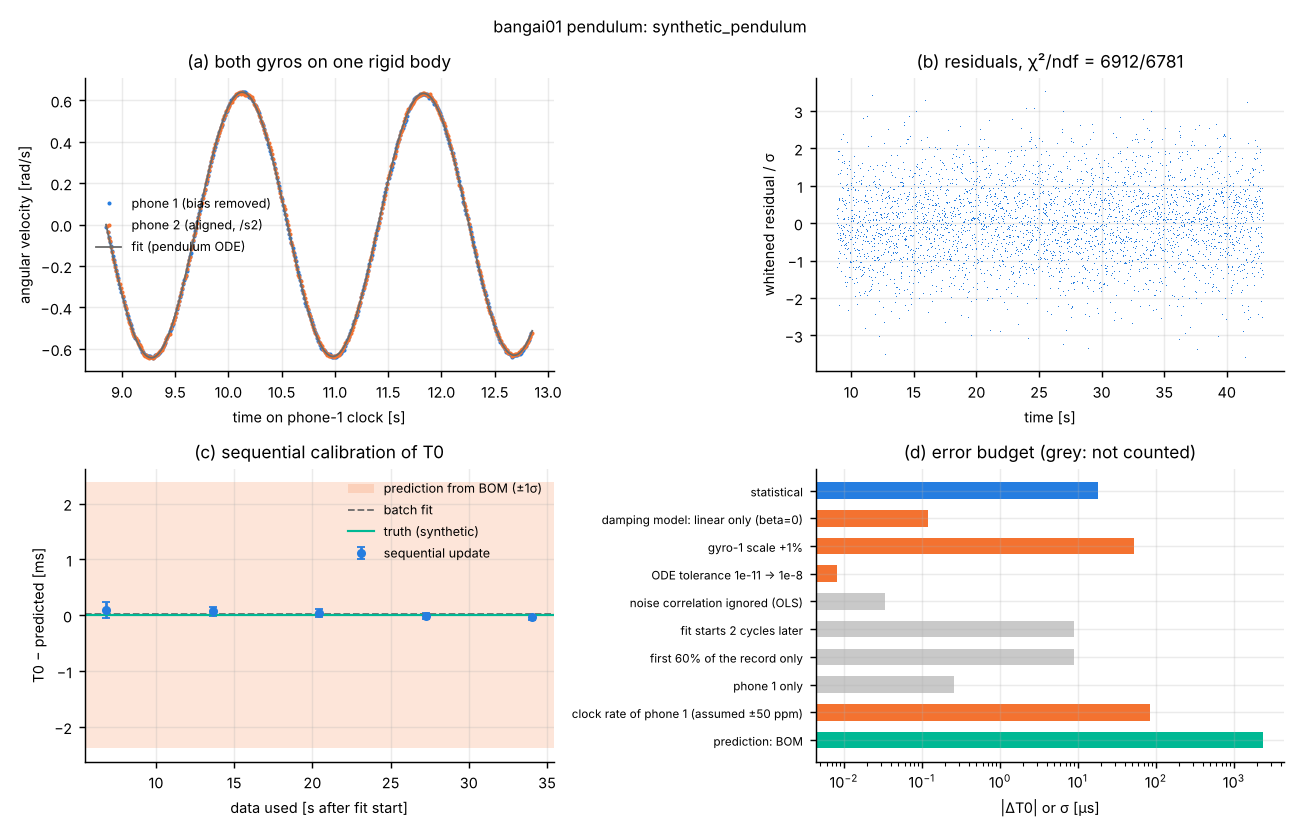 bangai01 pendulum: synthetic_pendulum
(a) both gyros on one rigid body
angular velocity [rad/s]
0.6
0.4
0.2
0.0
−0.2
−0.4
−0.6
phone 1 (bias removed)
phone 2 (aligned, /s2)
fit (pendulum ODE)
9.0 9.5 10.0 10.5 11.0 11.5 12.0 12.5 13.0
time on phone-1 clock [s]
(b) residuals, χ²/ndf = 6912/6781
whitened residual / σ
3
2
1
0
−1
−2
−3
10 15 20 25 30 35 40
time [s]
(c) sequential calibration of T0
T0 − predicted [ms]
2
1
0
−1
−2
prediction from BOM (±1σ)
batch fit
truth (synthetic)
sequential update
10 15 20 25 30 35
data used [s after fit start]
(d) error budget (grey: not counted)
statistical
damping model: linear only (beta=0)
gyro-1 scale +1%
ODE tolerance 1e-11 → 1e-8
noise correlation ignored (OLS)
fit starts 2 cycles later
first 60% of the record only
phone 1 only
clock rate of phone 1 (assumed ±50 ppm)
prediction: BOM
10⁻² 10⁻¹ 10⁰ 10¹ 10² 10³
|ΔT0| or σ [µs]